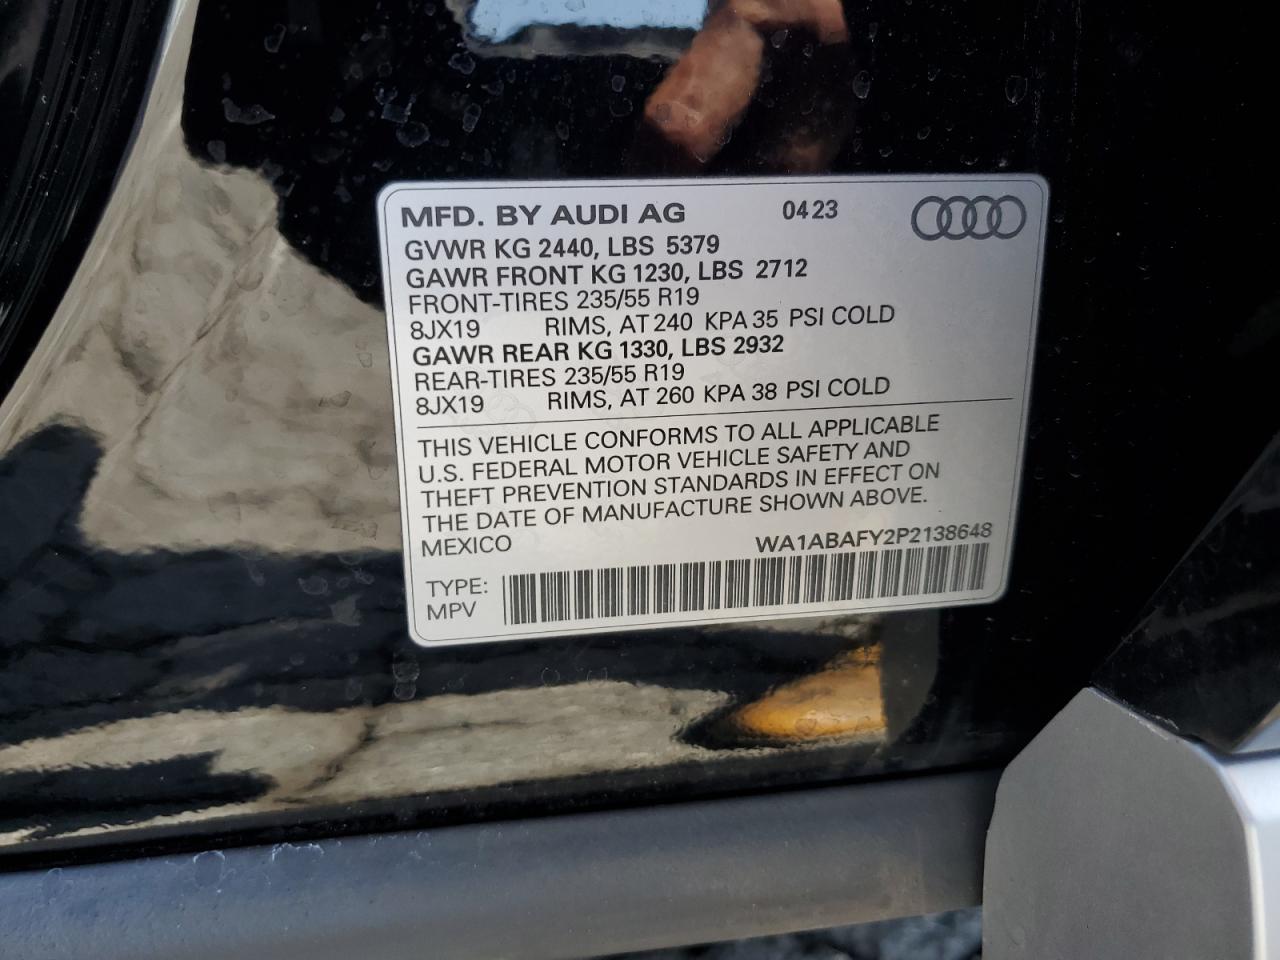 MFD. BY AUDI AG 0423
GVWR KG 2440, LBS 5379
GAWR FRONT KG 1230, LBS 2712
FRONT-TIRES 235/55 R19
8JX19 RIMS, AT 240 KPA 35 PSI COLD
GAWR REAR KG 1330, LBS 2932
REAR-TIRES 235/55 R19
8JX19 RIMS, AT 260 KPA 38 PSI COLD
THIS VEHICLE CONFORMS TO ALL APPLICABLE
U.S. FEDERAL MOTOR VEHICLE SAFETY AND
THEFT PREVENTION STANDARDS IN EFFECT ON
THE DATE OF MANUFACTURE SHOWN ABOVE.
MEXICO WA1ABAFY2P2138648
TYPE:
MPV